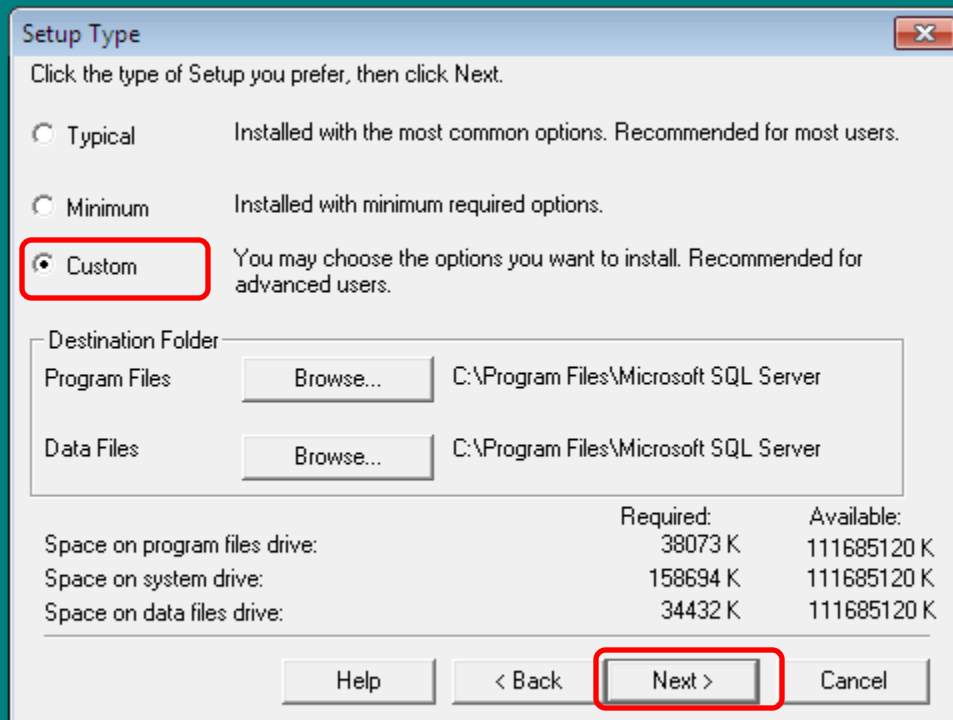 Setup Type
Click the type of Setup you prefer, then click Next.
Typical Installed with the most common options. Recommended for most users.
Minimum Installed with minimum required options.
Custom You may choose the options you want to install. Recommended for
advanced users.
Destination Folder
Program Files Browse... C:\Program Files\Microsoft SQL Server
Data Files Browse... C:\Program Files\Microsoft SQL Server
Required: Available:
Space on program files drive: 38073 K 111685120 K
Space on system drive: 158694 K 111685120 K
Space on data files drive: 34432 K 111685120 K
Help < Back Next > Cancel